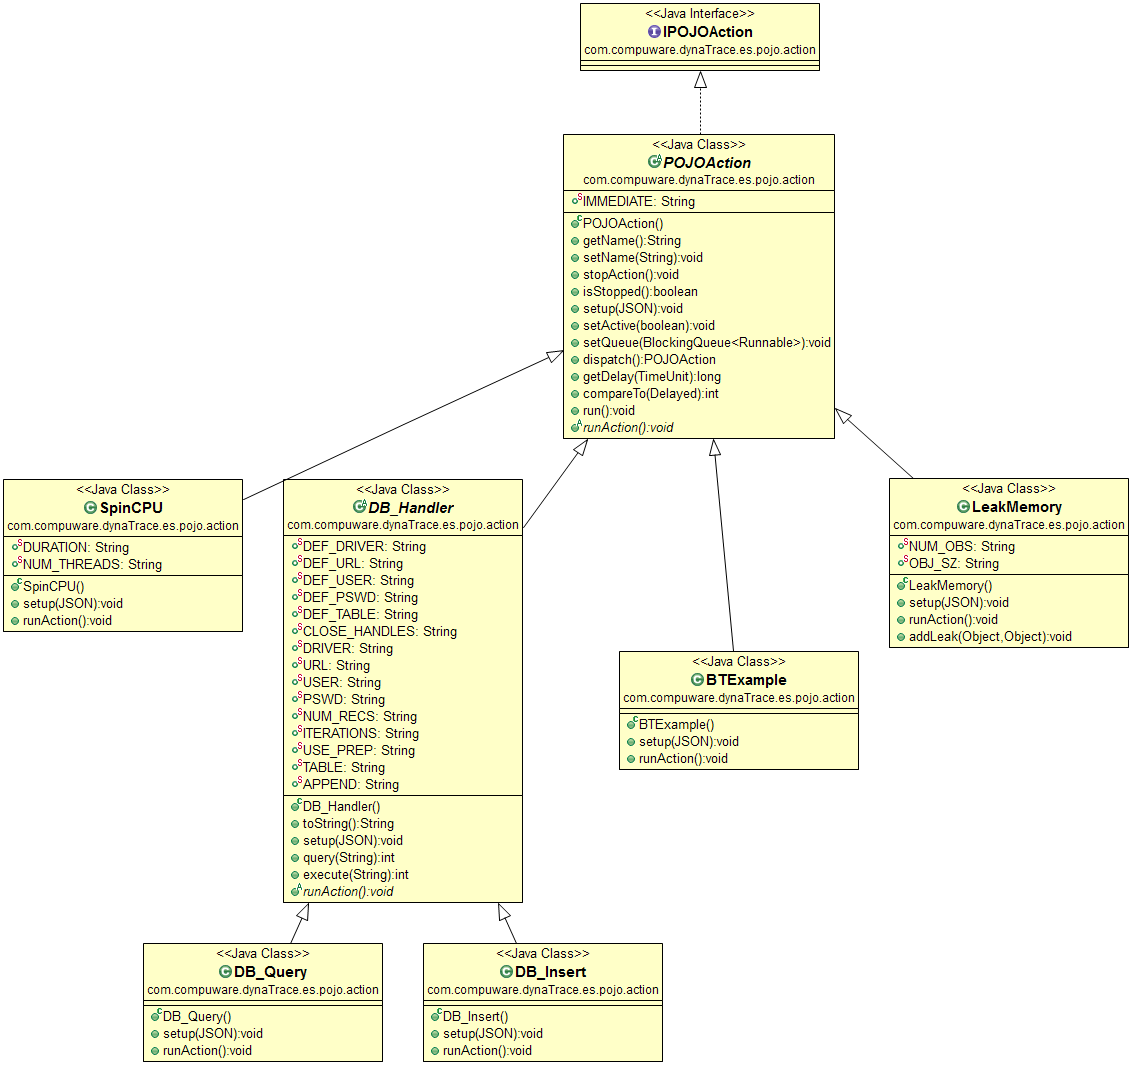 <<Java Interface>>
IPOJOAction
com.compuware.dynaTrace.es.pojo.action
<<Java Class>>
POJOAction
com.compuware.dynaTrace.es.pojo.action
IMMEDIATE: String
POJOAction()
getName():String
setName(String):void
stopAction():void
isStopped():boolean
setup(JSON):void
setActive(boolean):void
setQueue(BlockingQueue<Runnable>):void
dispatch():POJOAction
getDelay(TimeUnit):long
compareTo(Delayed):int
run():void
runAction():void
<<Java Class>>
SpinCPU
com.compuware.dynaTrace.es.pojo.action
DURATION: String
NUM_THREADS: String
SpinCPU()
setup(JSON):void
runAction():void
<<Java Class>>
DB_Handler
com.compuware.dynaTrace.es.pojo.action
DEF_DRIVER: String
DEF_URL: String
DEF_USER: String
DEF_PSWD: String
DEF_TABLE: String
CLOSE_HANDLES: String
DRIVER: String
URL: String
USER: String
PSWD: String
NUM_RECS: String
ITERATIONS: String
USE_PREP: String
TABLE: String
APPEND: String
DB_Handler()
toString():String
setup(JSON):void
query(String):int
execute(String):int
runAction():void
<<Java Class>>
BTExample
com.compuware.dynaTrace.es.pojo.action
BTExample()
setup(JSON):void
runAction():void
<<Java Class>>
LeakMemory
com.compuware.dynaTrace.es.pojo.action
NUM_OBS: String
OBJ_SZ: String
LeakMemory()
setup(JSON):void
runAction():void
addLeak(Object,Object):void
<<Java Class>>
DB_Query
com.compuware.dynaTrace.es.pojo.action
DB_Query()
setup(JSON):void
runAction():void
<<Java Class>>
DB_Insert
com.compuware.dynaTrace.es.pojo.action
DB_Insert()
setup(JSON):void
runAction():void